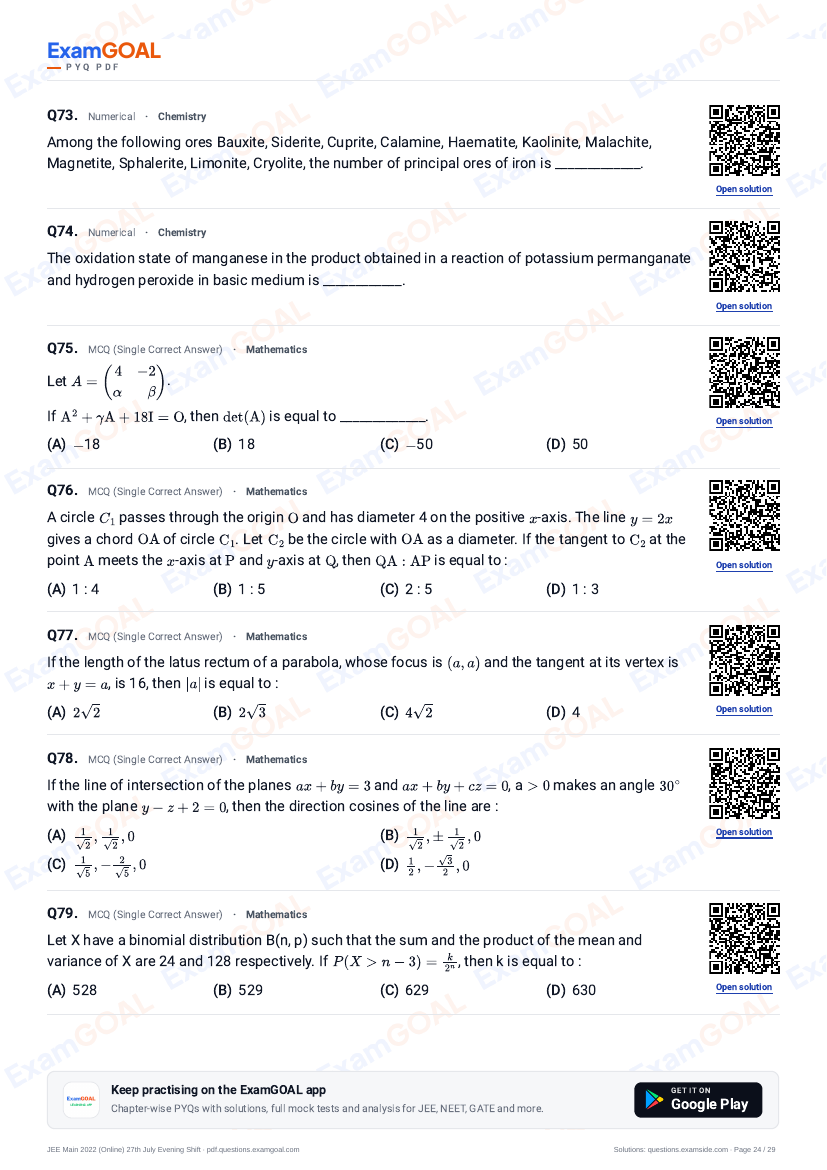 ExamGOAL
PYQ PDF
Q73. Numerical · Chemistry
Among the following ores Bauxite, Siderite, Cuprite, Calamine, Haematite, Kaolinite, Malachite,
Magnetite, Sphalerite, Limonite, Cryolite, the number of principal ores of iron is _____________.
Open solution
Q74. Numerical · Chemistry
The oxidation state of manganese in the product obtained in a reaction of potassium permanganate
and hydrogen peroxide in basic medium is ____________.
Open solution
Q75. MCQ (Single Correct Answer) · Mathematics
Let A = (4 −2
α β).
If A² + γA + 18I = O, then det(A) is equal to _____________.
(A) −18 (B) 18 (C) −50 (D) 50
Open solution
Q76. MCQ (Single Correct Answer) · Mathematics
A circle C₁ passes through the origin O and has diameter 4 on the positive x-axis. The line y = 2x
gives a chord OA of circle C₁. Let C₂ be the circle with OA as a diameter. If the tangent to C₂ at the
point A meets the x-axis at P and y-axis at Q, then QA : AP is equal to :
(A) 1 : 4 (B) 1 : 5 (C) 2 : 5 (D) 1 : 3
Open solution
Q77. MCQ (Single Correct Answer) · Mathematics
If the length of the latus rectum of a parabola, whose focus is (a, a) and the tangent at its vertex is
x + y = a, is 16, then |a| is equal to :
(A) 2√2 (B) 2√3 (C) 4√2 (D) 4
Open solution
Q78. MCQ (Single Correct Answer) · Mathematics
If the line of intersection of the planes ax + by = 3 and ax + by + cz = 0, a > 0 makes an angle 30°
with the plane y − z + 2 = 0, then the direction cosines of the line are :
(A) 1/√2, 1/√2, 0 (B) 1/√2, ± 1/√2, 0
(C) 1/√5, −2/√5, 0 (D) 1/2, −√3/2, 0
Open solution
Q79. MCQ (Single Correct Answer) · Mathematics
Let X have a binomial distribution B(n, p) such that the sum and the product of the mean and
variance of X are 24 and 128 respectively. If P(X > n − 3) = k/2ⁿ, then k is equal to :
(A) 528 (B) 529 (C) 629 (D) 630
Open solution
Keep practising on the ExamGOAL app
Chapter-wise PYQs with solutions, full mock tests and analysis for JEE, NEET, GATE and more.
GET IT ON
Google Play
JEE Main 2022 (Online) 27th July Evening Shift · pdf.questions.examgoal.com
Solutions: questions.examside.com · Page 24 / 29